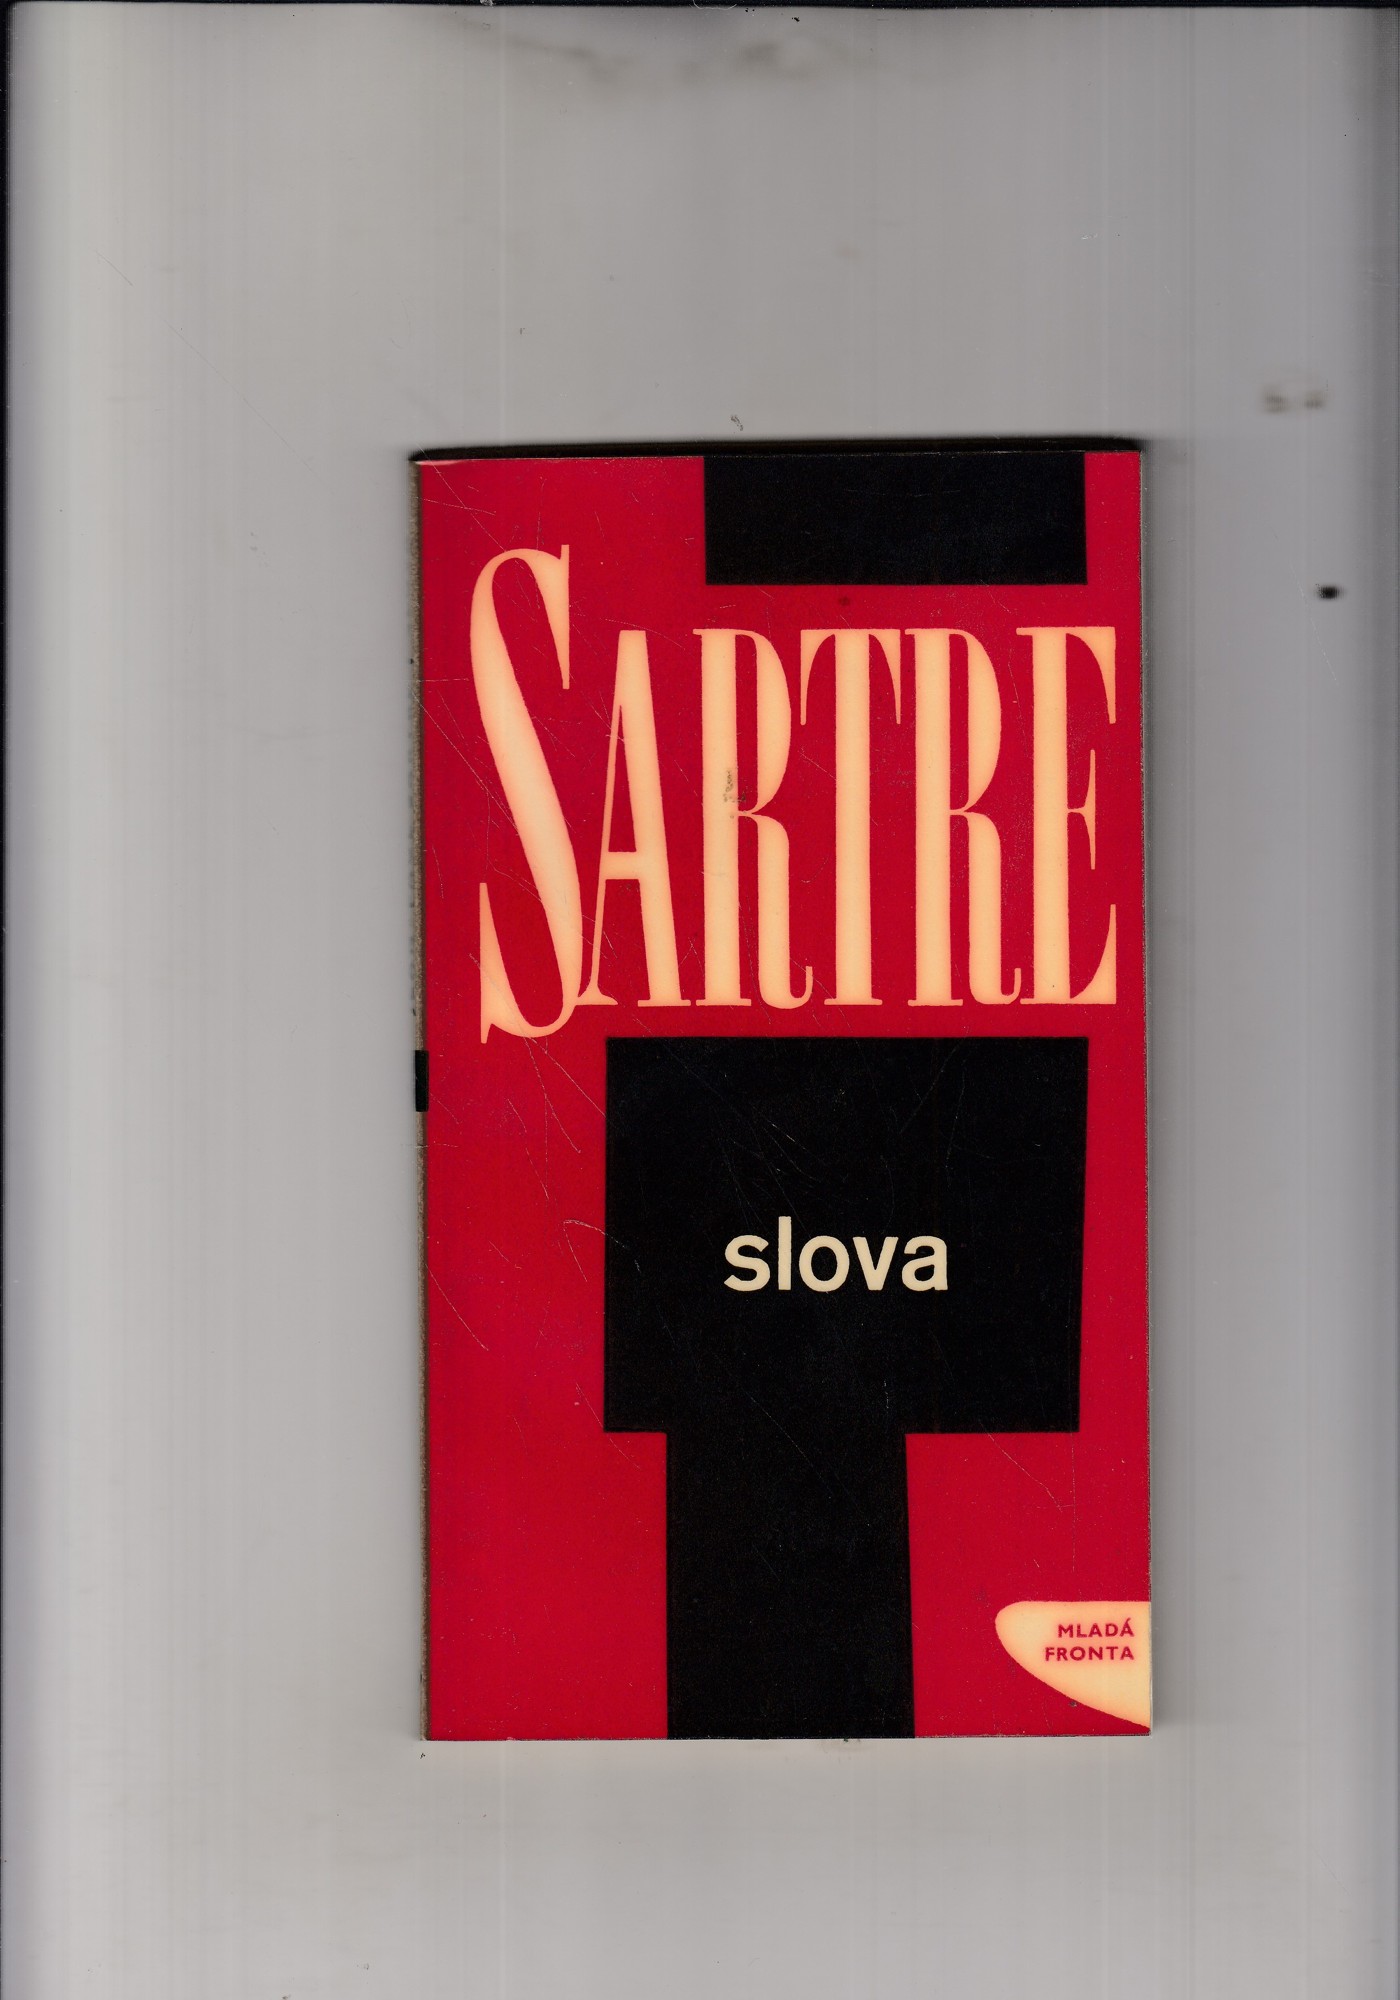 SARTRE
slova
MLADÁ
FRONTA